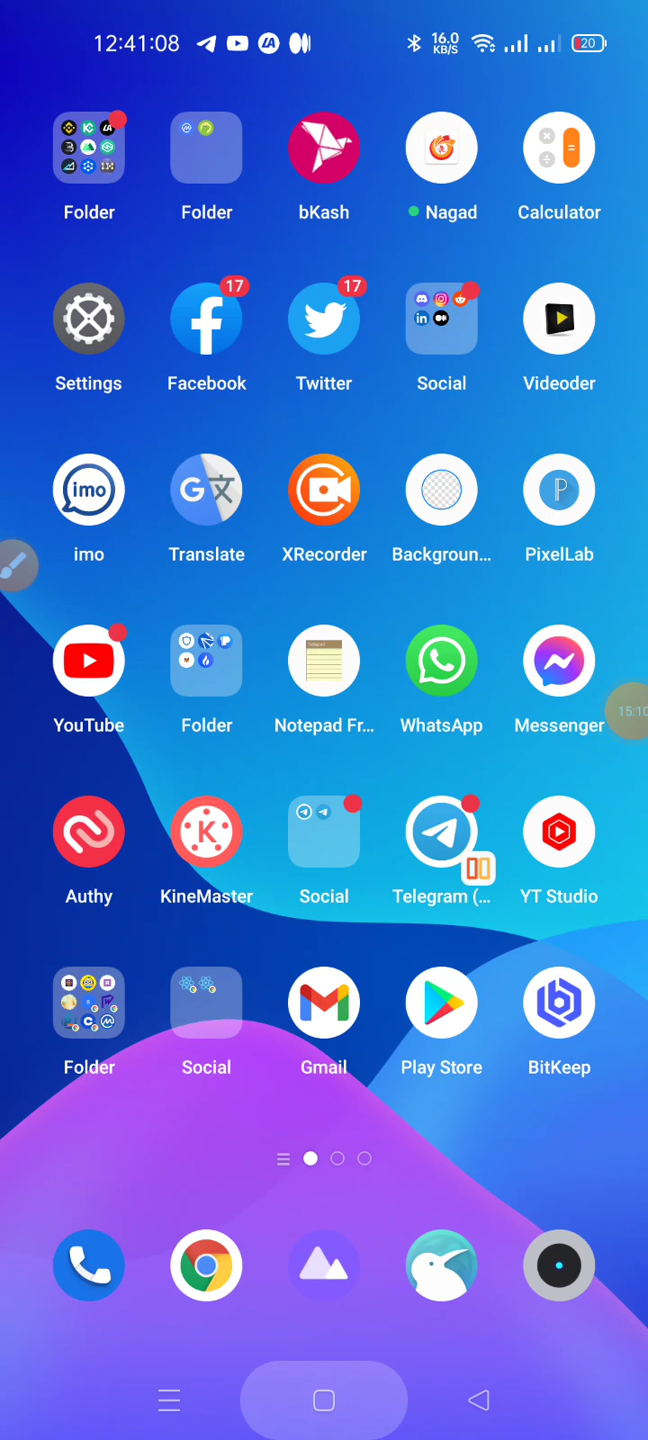 12:41:08 16.0 KB/S 20
Folder Folder bKash Nagad Calculator
17 17
Settings Facebook Twitter Social Videoder
imo
imo Translate XRecorder Backgroun... PixelLab
15:10
YouTube Folder Notepad Fr... WhatsApp Messenger
Authy KineMaster Social Telegram (... YT Studio
Folder Social Gmail Play Store BitKeep